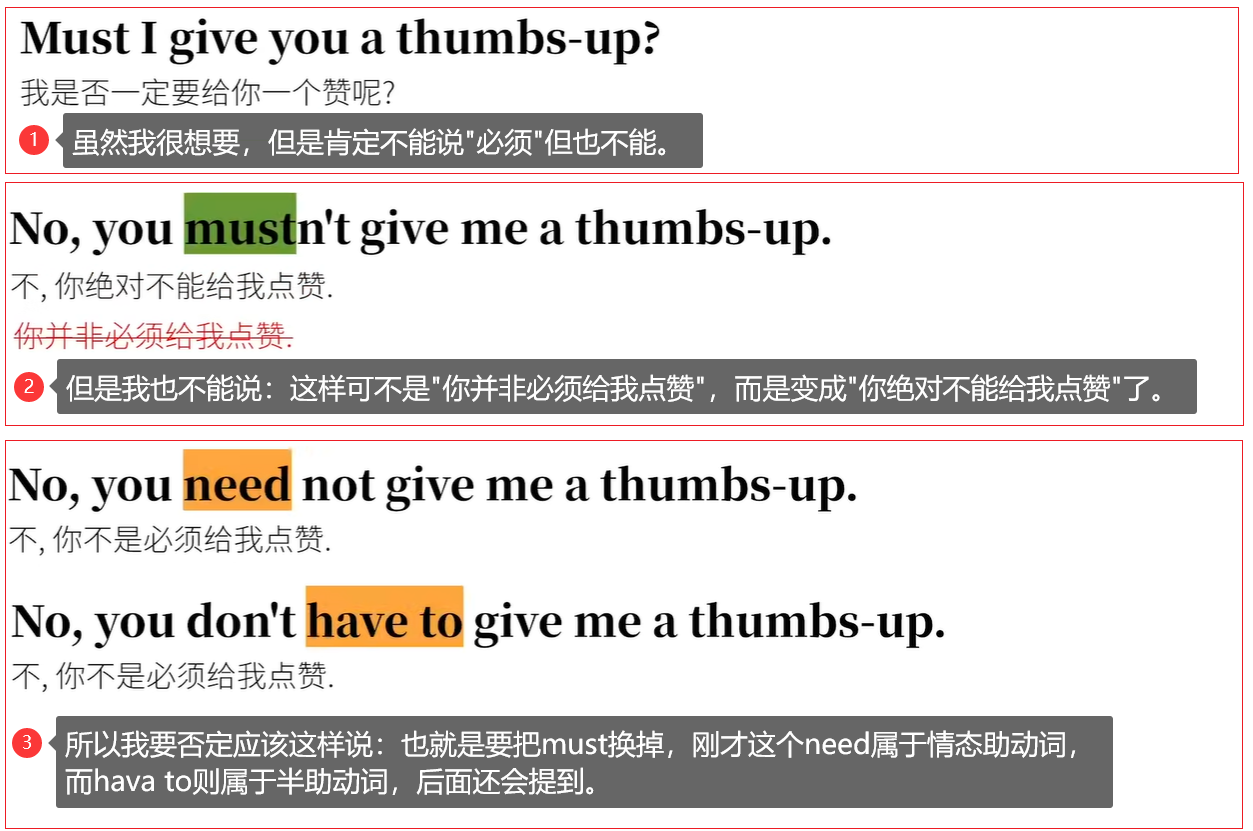 Must I give you a thumbs-up?
我是否一定要给你一个赞呢?
1 虽然我很想要，但是肯定不能说"必须"但也不能。
No, you mustn't give me a thumbs-up.
不, 你绝对不能给我点赞.
你并非必须给我点赞.
2 但是我也不能说：这样可不是"你并非必须给我点赞"，而是变成"你绝对不能给我点赞"了。
No, you need not give me a thumbs-up.
不, 你不是必须给我点赞.
No, you don't have to give me a thumbs-up.
不, 你不是必须给我点赞.
3 所以我要否定应该这样说：也就是要把must换掉，刚才这个need属于情态助动词，
而hava to则属于半助动词，后面还会提到。